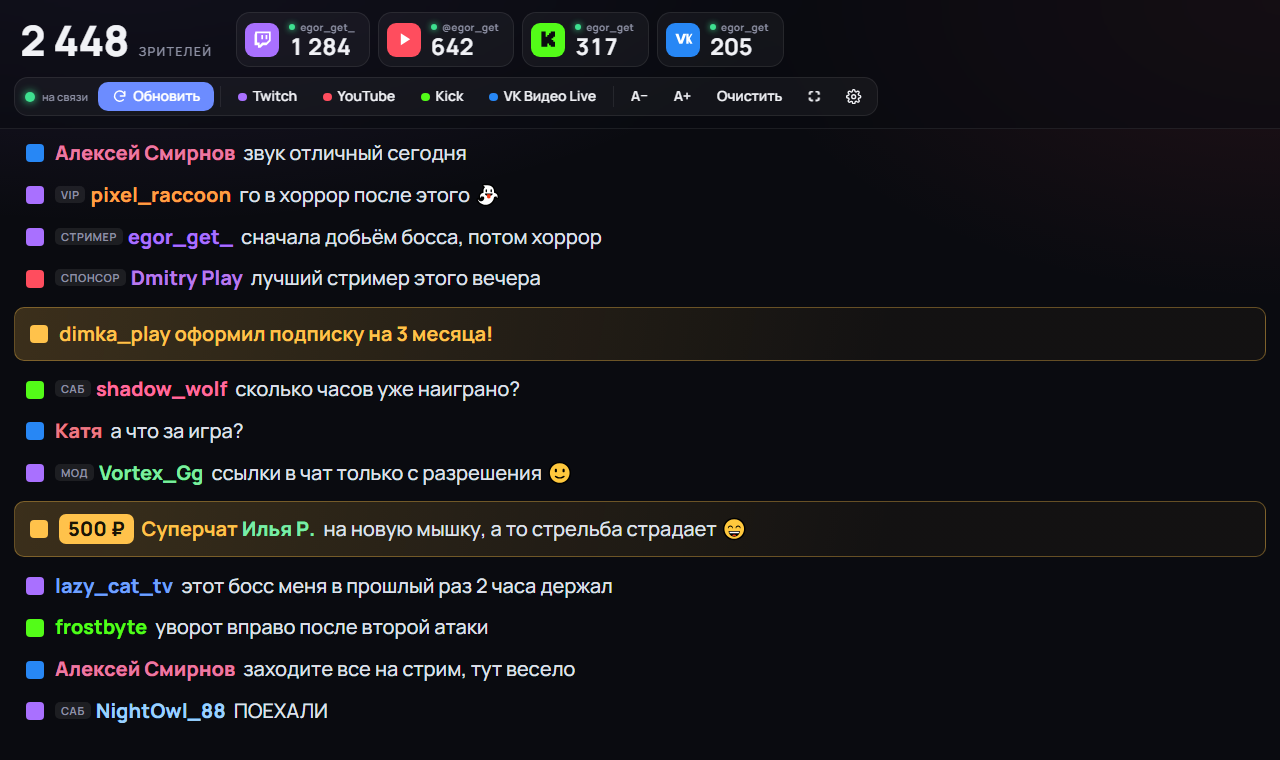 2 448 ЗРИТЕЛЕЙ egor_get_ 1 284 @egor_get 642 egor_get 317 VK egor_get 205
на связи Обновить Twitch YouTube Kick VK Видео Live A− A+ Очистить
Алексей Смирнов звук отличный сегодня
VIP pixel_raccoon го в хоррор после этого
СТРИМЕР egor_get_ сначала добьём босса, потом хоррор
СПОНСОР Dmitry Play лучший стример этого вечера
dimka_play оформил подписку на 3 месяца!
САБ shadow_wolf сколько часов уже наиграно?
Катя а что за игра?
МОД Vortex_Gg ссылки в чат только с разрешения
500 ₽ Суперчат Илья Р. на новую мышку, а то стрельба страдает
lazy_cat_tv этот босс меня в прошлый раз 2 часа держал
frostbyte уворот вправо после второй атаки
Алексей Смирнов заходите все на стрим, тут весело
САБ NightOwl_88 ПОЕХАЛИ